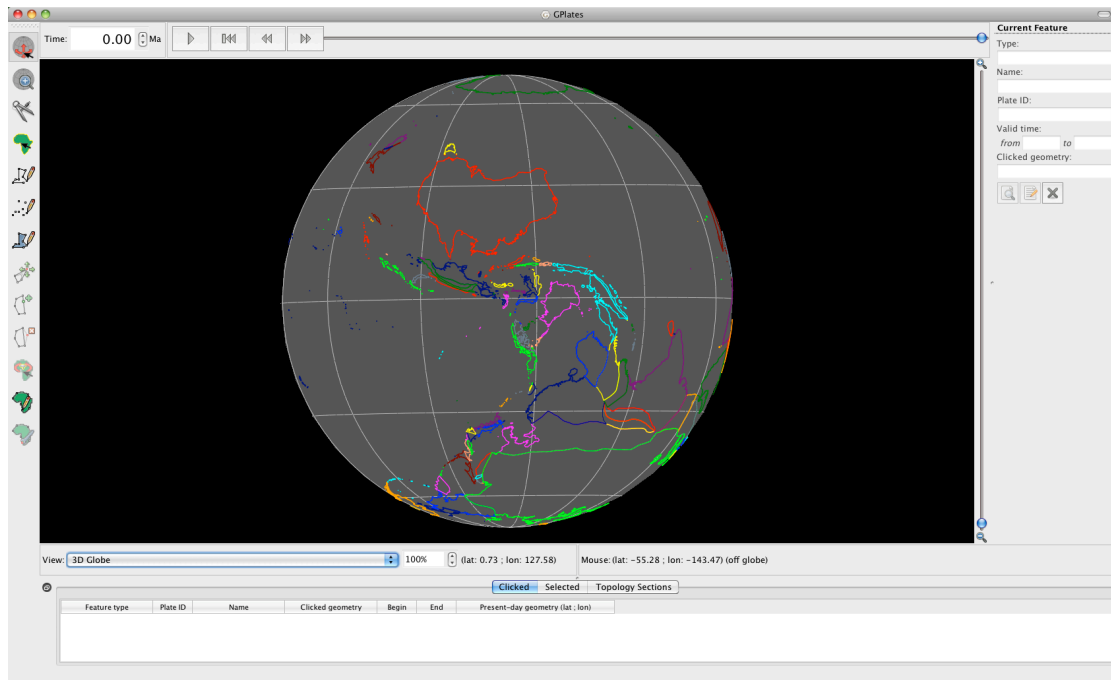 GPlates
Time: 0.00 Ma
Current Feature
Type:
Name:
Plate ID:
Valid time:
from to
Clicked geometry:
View: 3D Globe 100% (lat: 0.73 ; lon: 127.58) Mouse: (lat: -55.28 ; lon: -143.47) (off globe)
Clicked Selected Topology Sections
Feature type Plate ID Name Clicked geometry Begin End Present-day geometry (lat ; lon)